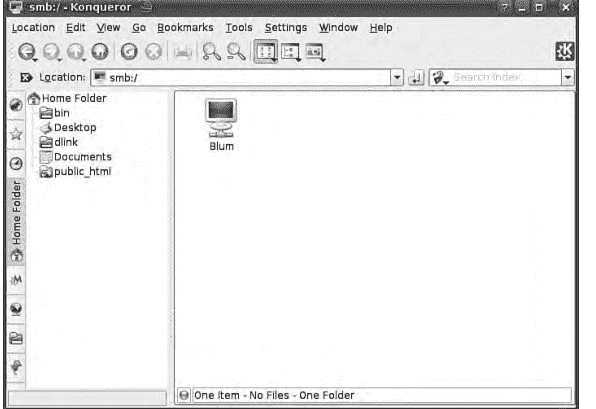 smb:/ - Konqueror
Location Edit View Go Bookmarks Tools Settings Window Help
Location: smb:/ Search Index
Home Folder
bin
Desktop
dlink
Documents
public_html
Home Folder
Blum
One Item - No Files - One Folder